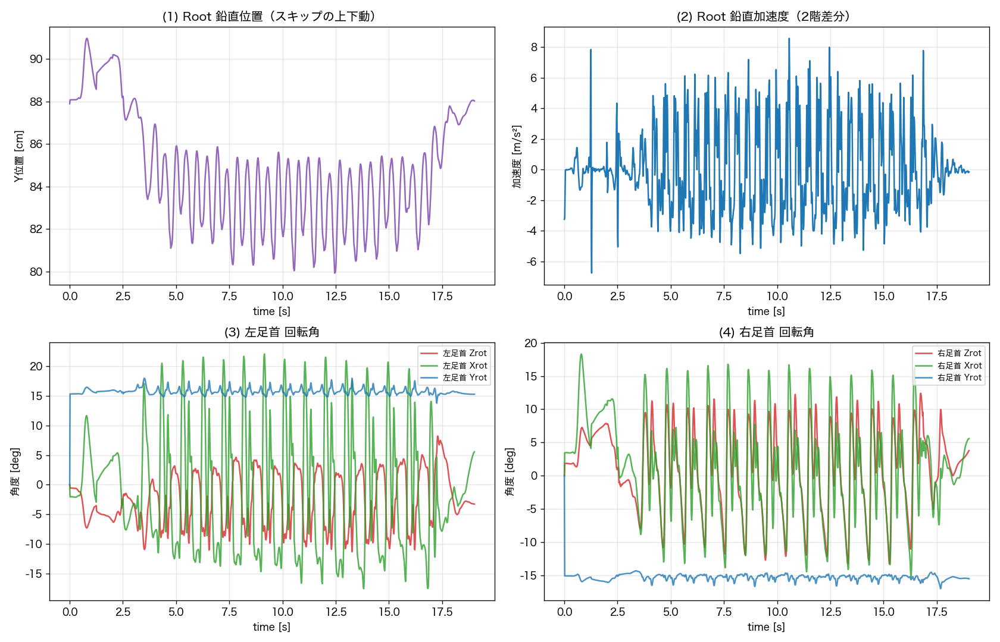 (1) Root 鉛直位置（スキップの上下動）
Y位置 [cm]
90
88
86
84
82
80
0.0 2.5 5.0 7.5 10.0 12.5 15.0 17.5
time [s]
(2) Root 鉛直加速度（2階差分）
加速度 [m/s²]
8
6
4
2
0
-2
-4
-6
0.0 2.5 5.0 7.5 10.0 12.5 15.0 17.5
time [s]
(3) 左足首 回転角
角度 [deg]
20
15
10
5
0
-5
-10
-15
左足首 Zrot
左足首 Xrot
左足首 Yrot
0.0 2.5 5.0 7.5 10.0 12.5 15.0 17.5
time [s]
(4) 右足首 回転角
角度 [deg]
20
15
10
5
0
-5
-10
-15
右足首 Zrot
右足首 Xrot
右足首 Yrot
0.0 2.5 5.0 7.5 10.0 12.5 15.0 17.5
time [s]